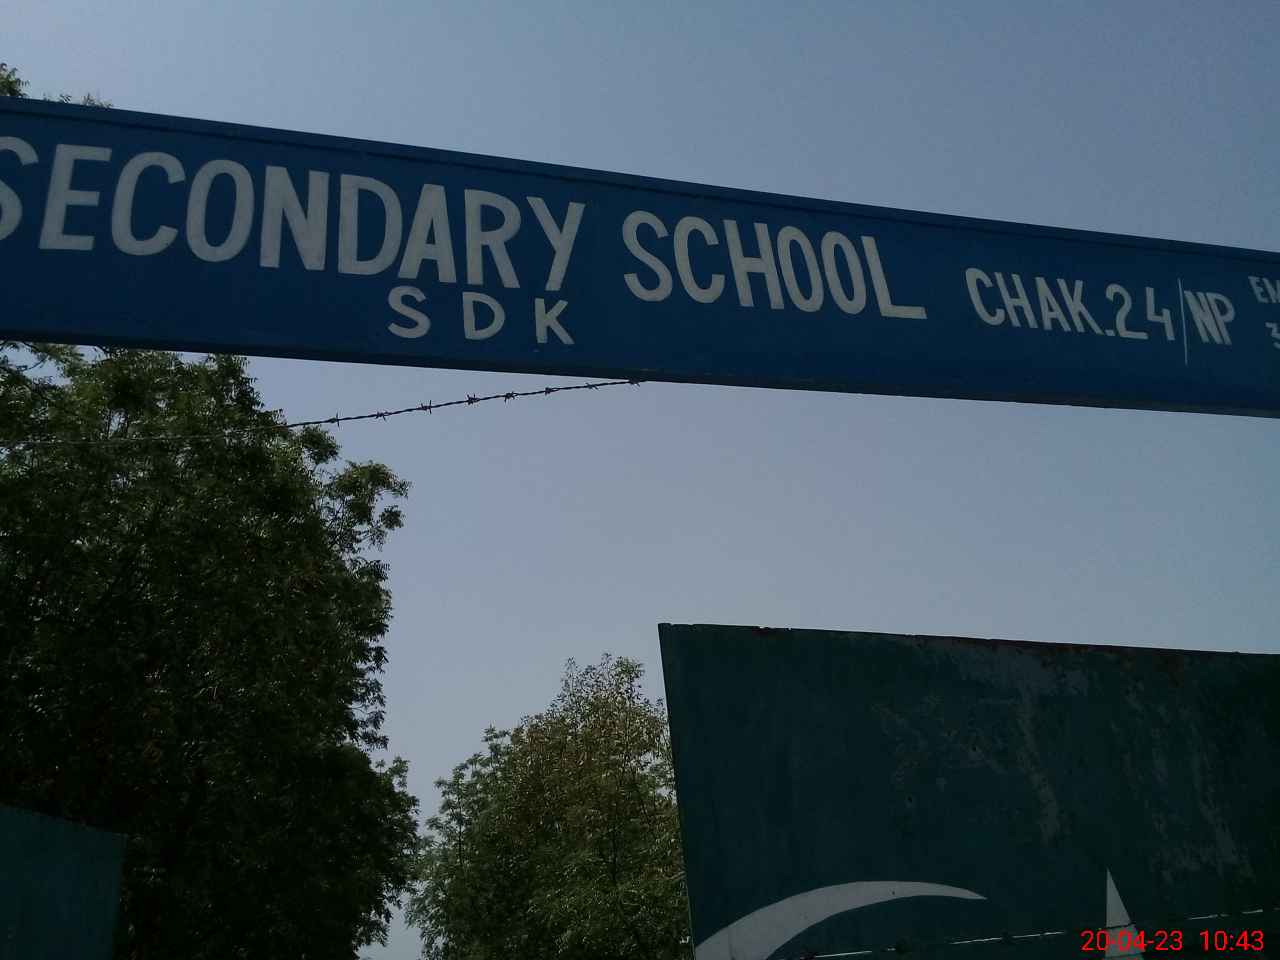 SECONDARY SCHOOL CHAK.24/NP
SDK
20-04-23 10:43